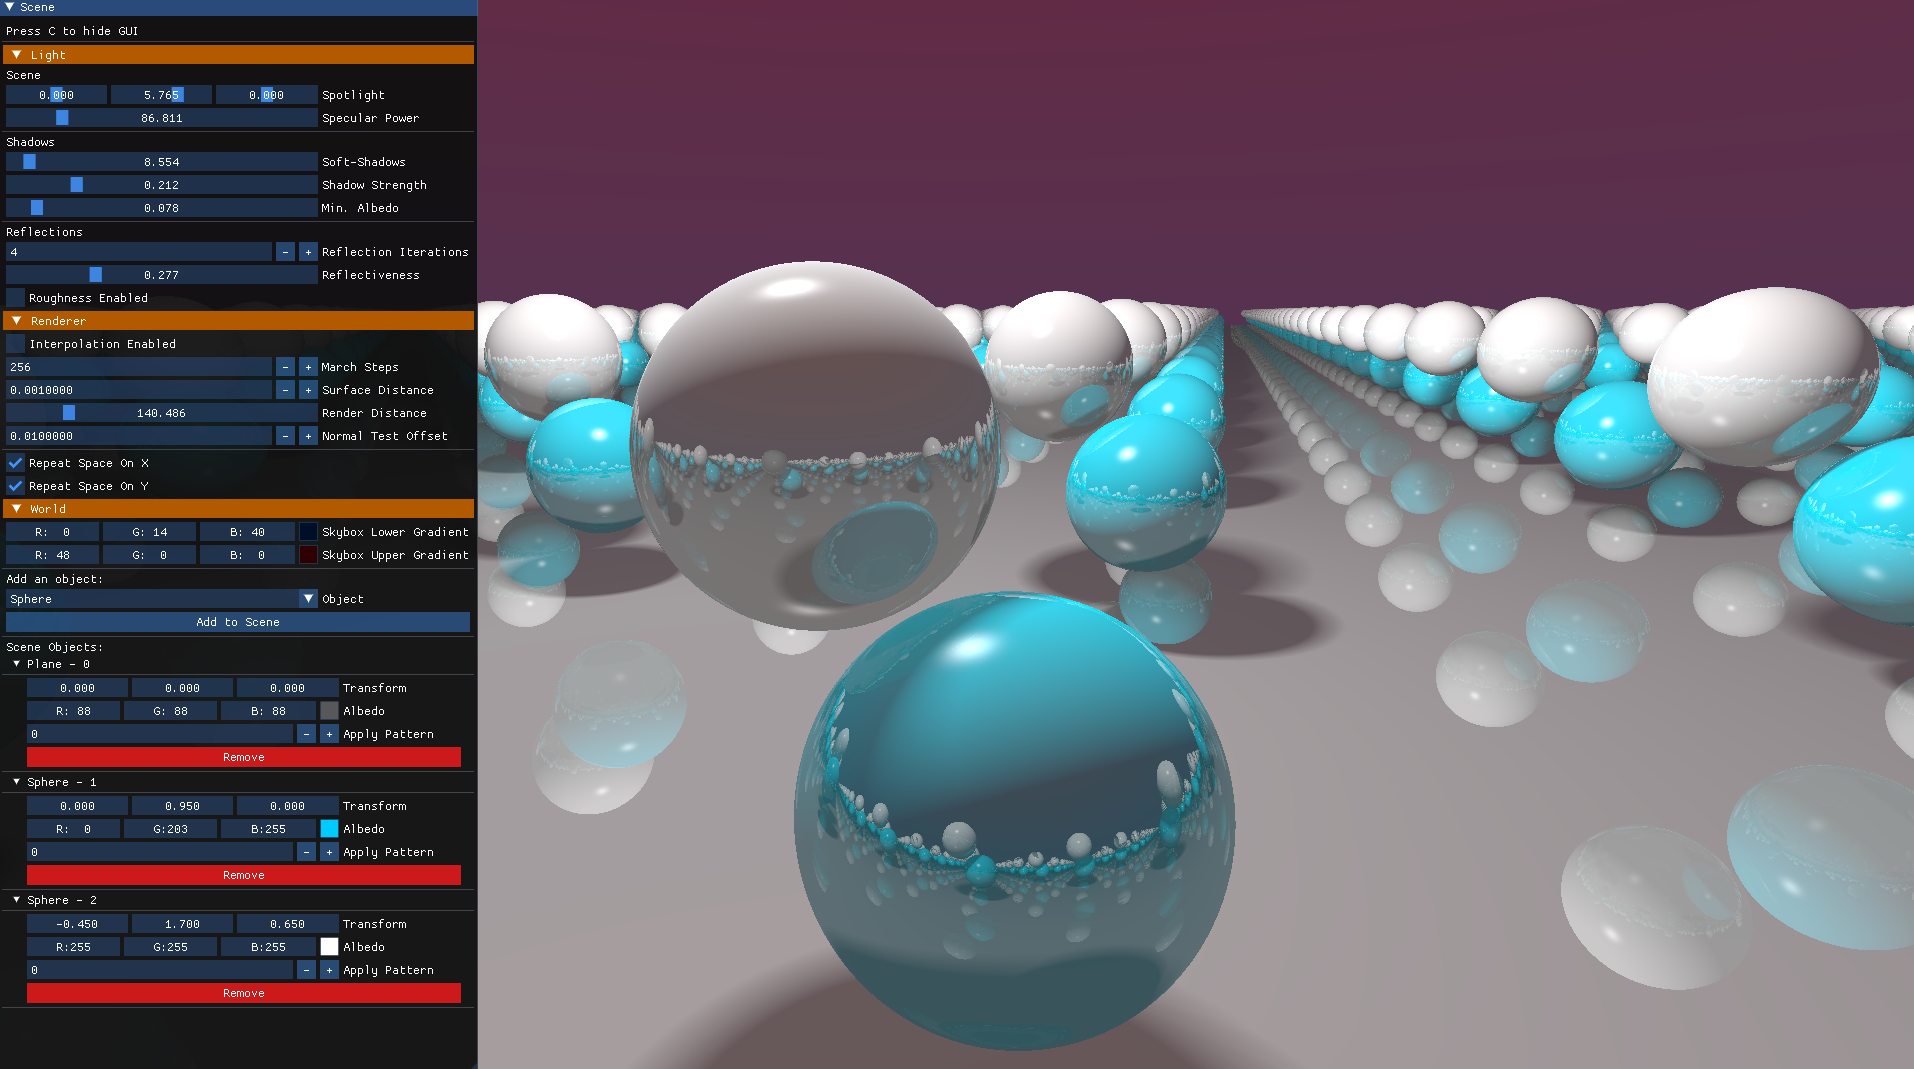 Scene
Press C to hide GUI
Light
Scene
0.000 5.765 0.000 Spotlight
86.811 Specular Power
Shadows
8.554 Soft-Shadows
0.212 Shadow Strength
0.078 Min. Albedo
Reflections
4 - + Reflection Iterations
0.277 Reflectiveness
Roughness Enabled
Renderer
Interpolation Enabled
256 - + March Steps
0.0010000 - + Surface Distance
140.486 Render Distance
0.0100000 - + Normal Test Offset
Repeat Space On X
Repeat Space On Y
World
R: 0 G: 14 B: 40 Skybox Lower Gradient
R: 48 G: 0 B: 0 Skybox Upper Gradient
Add an object:
Sphere Object
Add to Scene
Scene Objects:
Plane - 0
0.000 0.000 0.000 Transform
R: 88 G: 88 B: 88 Albedo
0 - + Apply Pattern
Remove
Sphere - 1
0.000 0.950 0.000 Transform
R: 0 G:203 B:255 Albedo
0 - + Apply Pattern
Remove
Sphere - 2
-0.450 1.700 0.650 Transform
R:255 G:255 B:255 Albedo
0 - + Apply Pattern
Remove